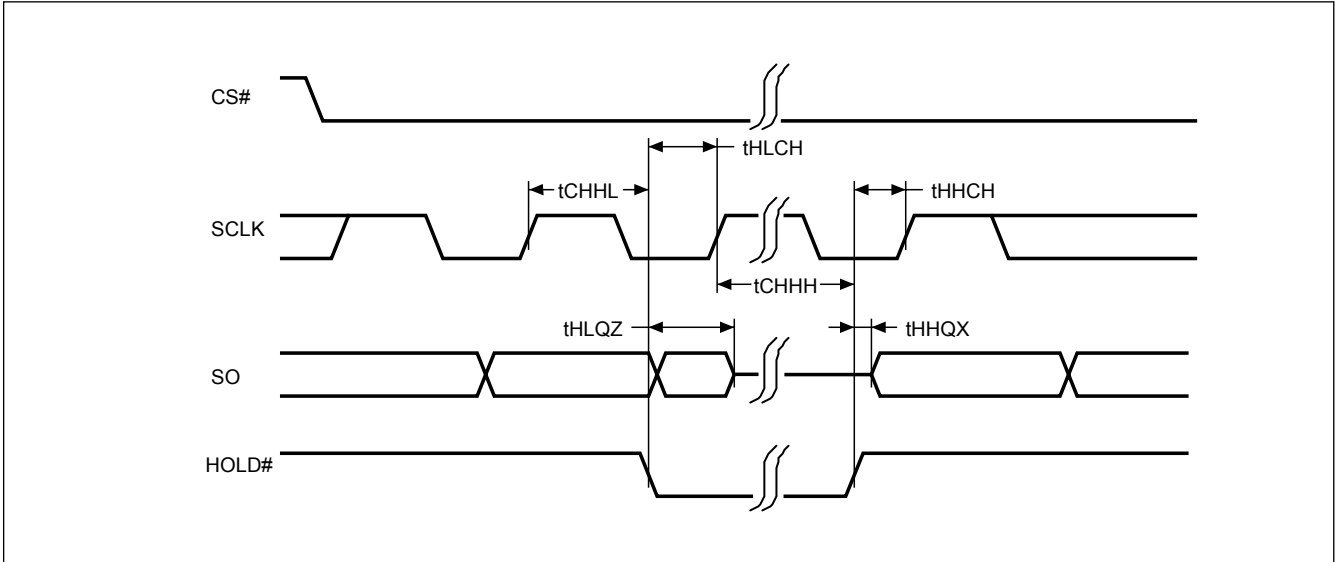 CS#
tHLCH
tCHHL
tHHCH
SCLK
tCHHH
tHLQZ
tHHQX
SO
HOLD#